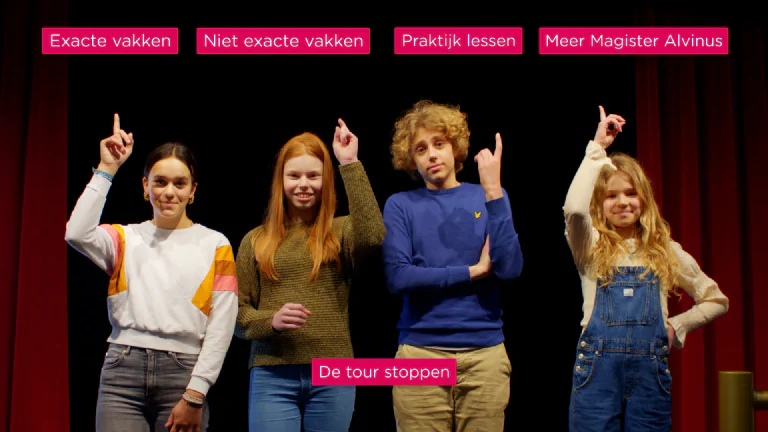 Exacte vakken
Niet exacte vakken
Praktijk lessen
Meer Magister Alvinus
De tour stoppen